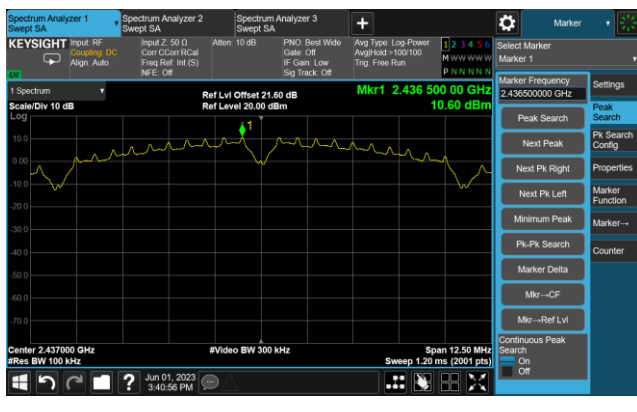 Spectrum Analyzer 1
Swept SA
Spectrum Analyzer 2
Swept SA
Spectrum Analyzer 3
Swept SA
+
Marker
KEYSIGHT
Input: RF
Coupling: DC
Align: Auto
Input Z: 50 Ω
Corr CCorr RCal
Freq Ref: Int (S)
NFE: Off
Atten: 10 dB
PNO: Best Wide
Gate: Off
IF Gain: Low
Sig Track: Off
Avg Type: Log-Power
Avg|Hold:>100/100
Trig: Free Run
1 2 3 4 5 6
M W W W W W
P N N N N N
Select Marker
Marker 1
1 Spectrum
Scale/Div 10 dB
Log
Ref Lvl Offset 21.60 dB
Ref Level 20.00 dBm
Mkr1 2.436 500 00 GHz
10.60 dBm
1
10.0
0.00
-10.0
-20.0
-30.0
-40.0
-50.0
-60.0
-70.0
Center 2.437000 GHz
#Res BW 100 kHz
#Video BW 300 kHz
Span 12.50 MHz
Sweep 1.20 ms (2001 pts)
Marker Frequency
2.436500000 GHz
Peak Search
Next Peak
Next Pk Right
Next Pk Left
Minimum Peak
Pk-Pk Search
Marker Delta
Mkr→CF
Mkr→Ref Lvl
Continuous Peak
Search
On
Off
Settings
Peak
Search
Pk Search
Config
Properties
Marker
Function
Marker→
Counter
?
Jun 01, 2023
3:40:56 PM